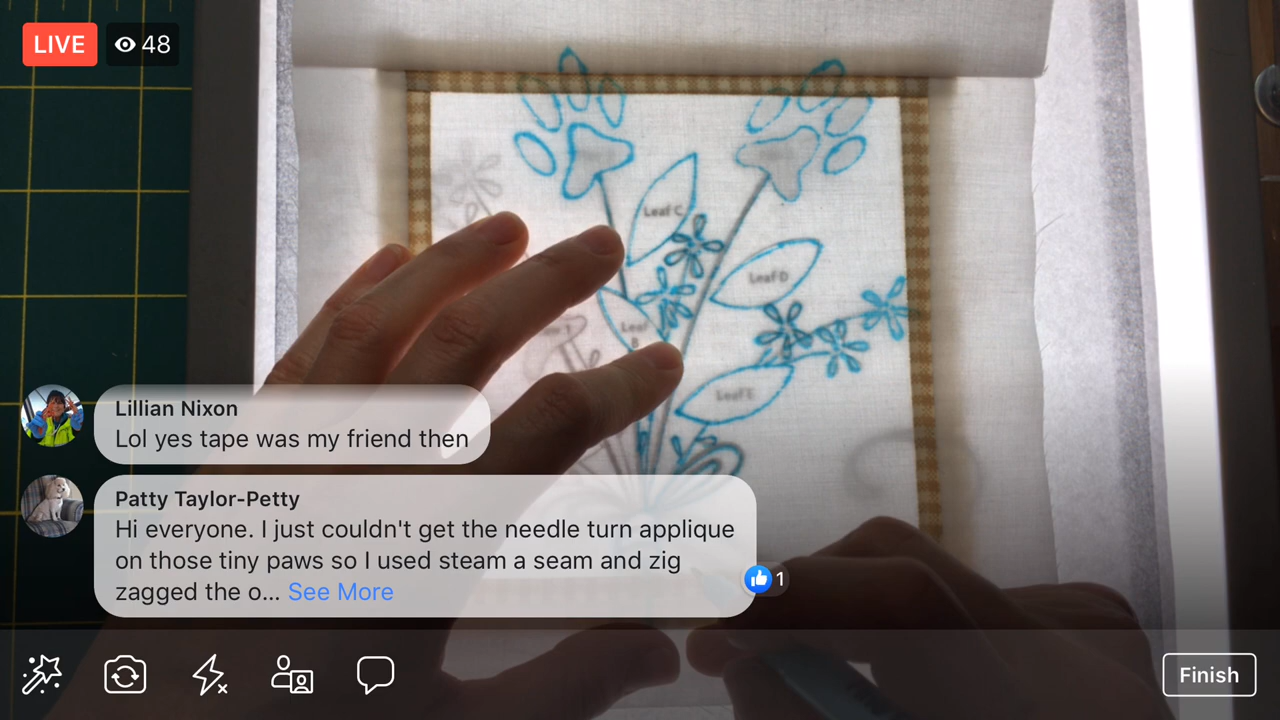 LIVE
48
Leaf C
Leaf D
Leaf
B
Leaf E
Lillian Nixon
Lol yes tape was my friend then
Patty Taylor-Petty
Hi everyone. I just couldn't get the needle turn applique
on those tiny paws so I used steam a seam and zig
zagged the o... See More
1
Finish